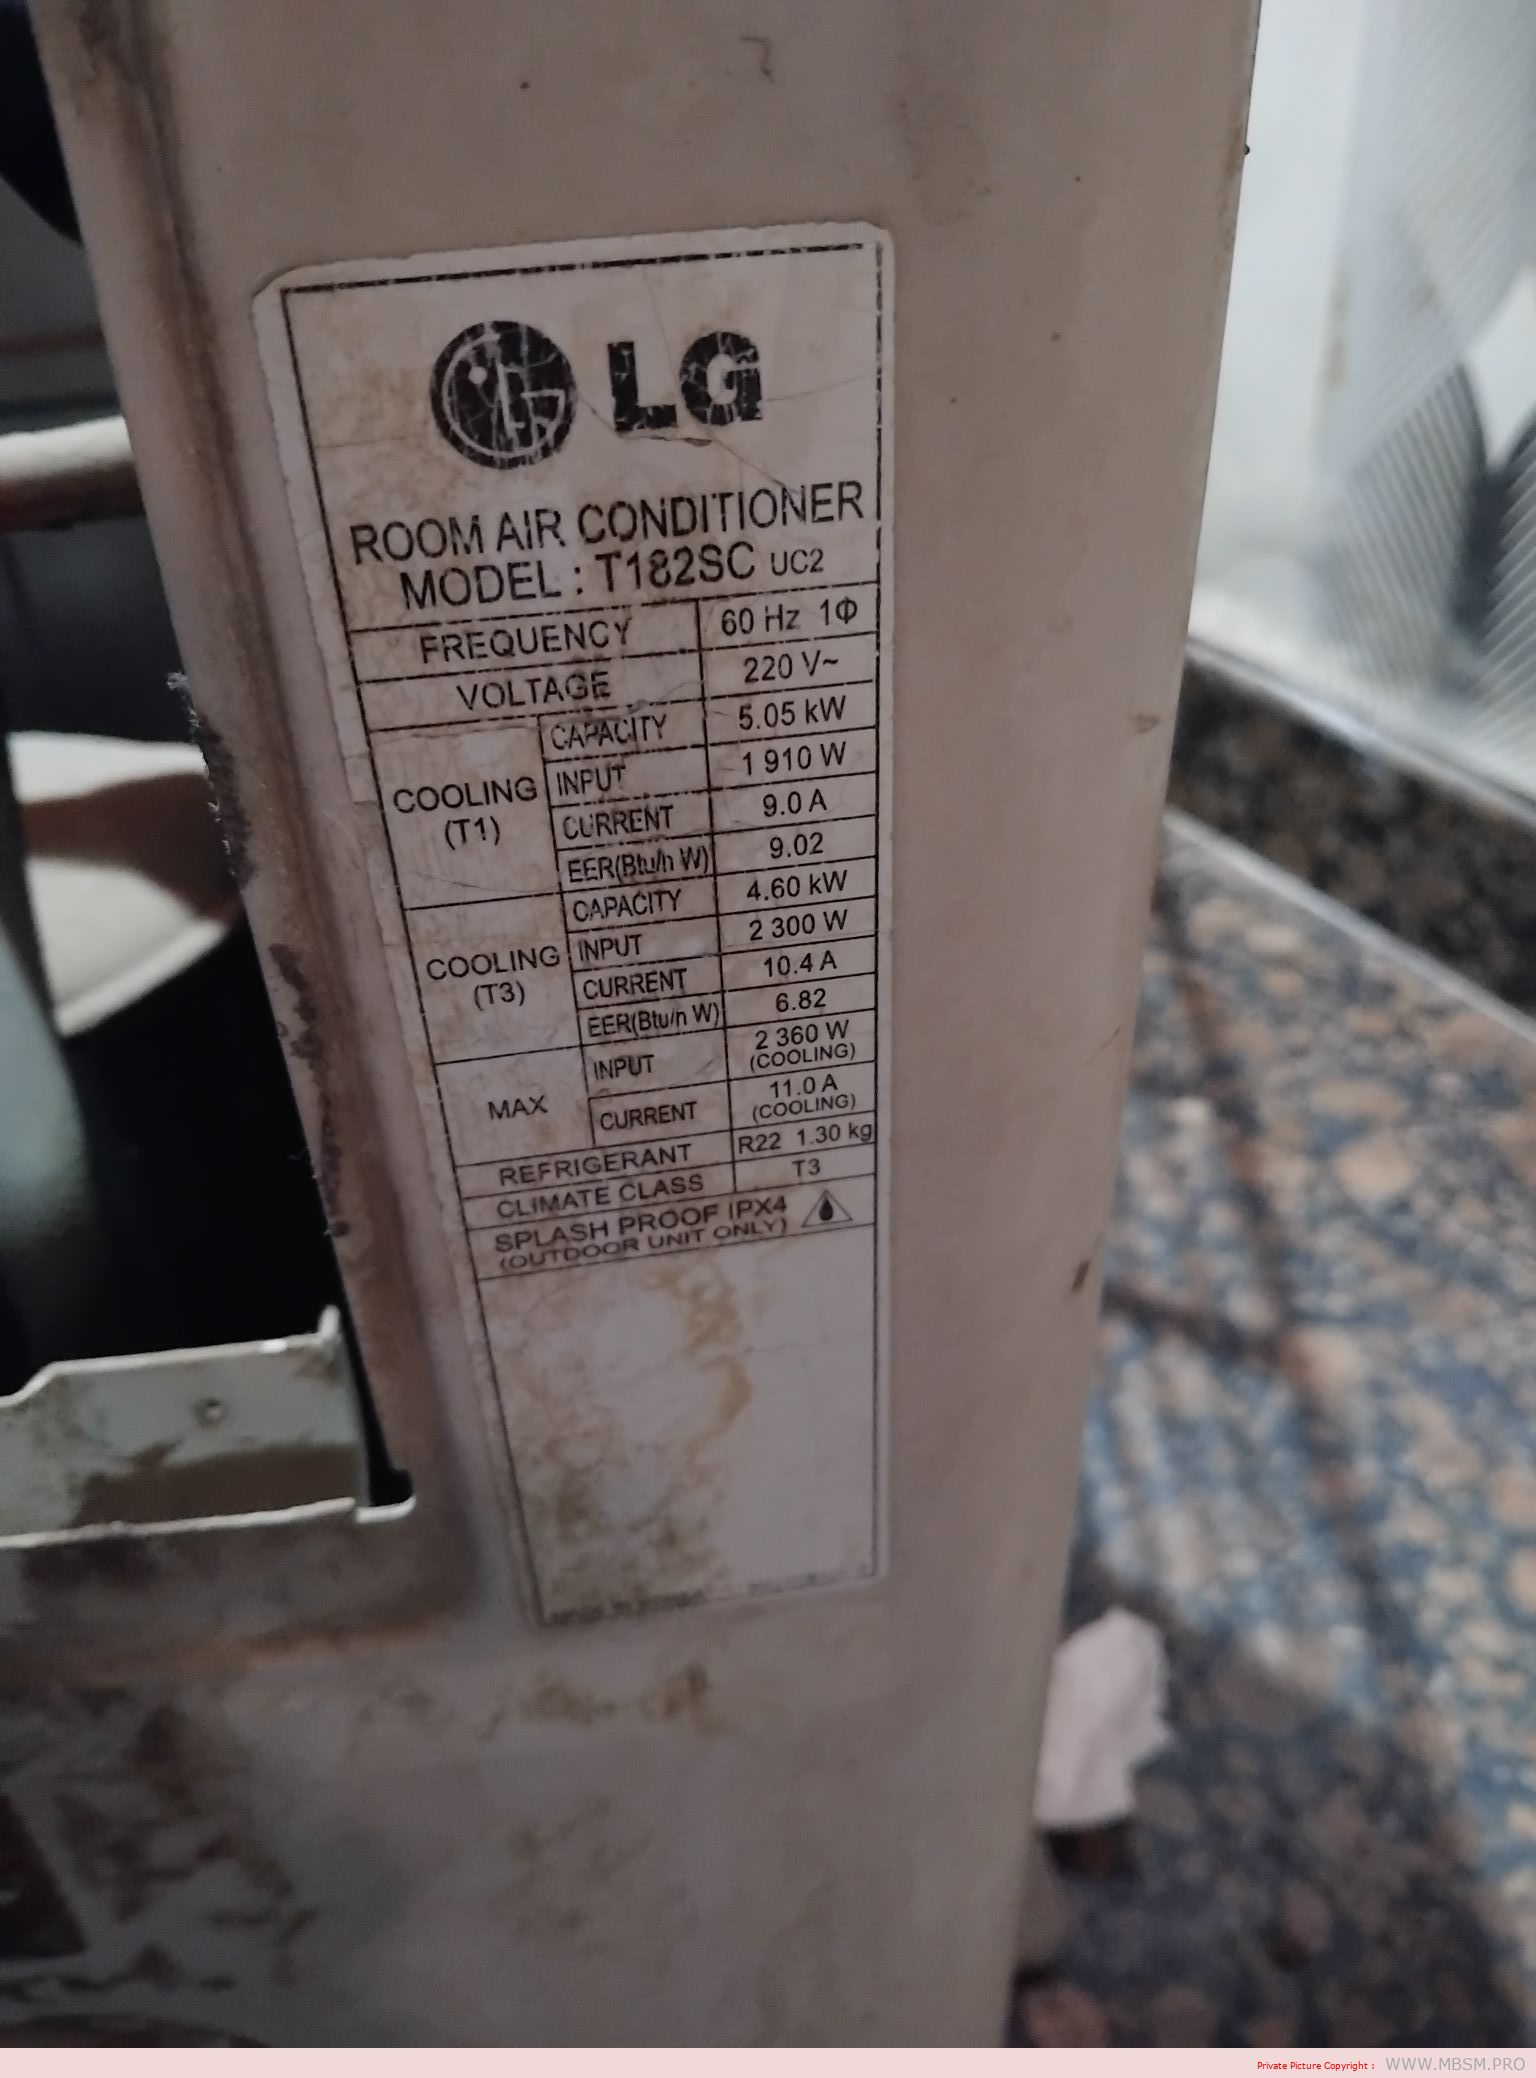 LG
ROOM AIR CONDITIONER
MODEL : T182SC UC2
FREQUENCY 60 Hz 1Φ
VOLTAGE 220 V~
COOLING (T1)
CAPACITY 5.05 kW
INPUT 1 910 W
CURRENT 9.0 A
EER(Btu/h W) 9.02
COOLING (T3)
CAPACITY 4.60 kW
INPUT 2 300 W
CURRENT 10.4 A
EER(Btu/h W) 6.82
MAX
INPUT 2 360 W (COOLING)
CURRENT 11.0 A (COOLING)
REFRIGERANT R22 1.30 kg
CLIMATE CLASS T3
SPLASH PROOF IPX4
(OUTDOOR UNIT ONLY)
Private Picture Copyright : WWW.MBSM.PRO